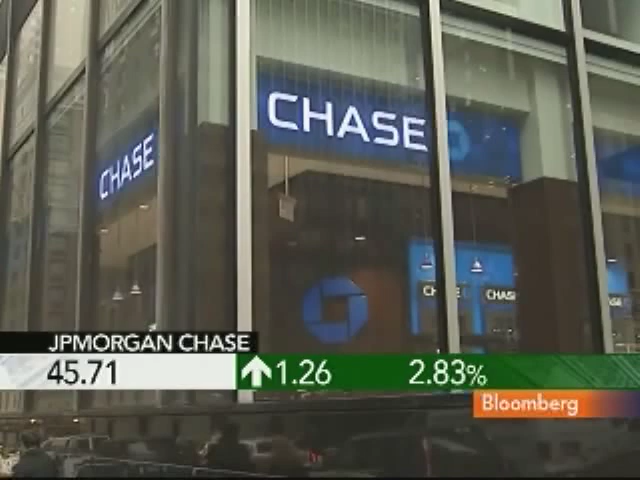 CHASE
CHASE
CHASE
CHASE
JPMORGAN CHASE
45.71
1.26
2.83%
Bloomberg